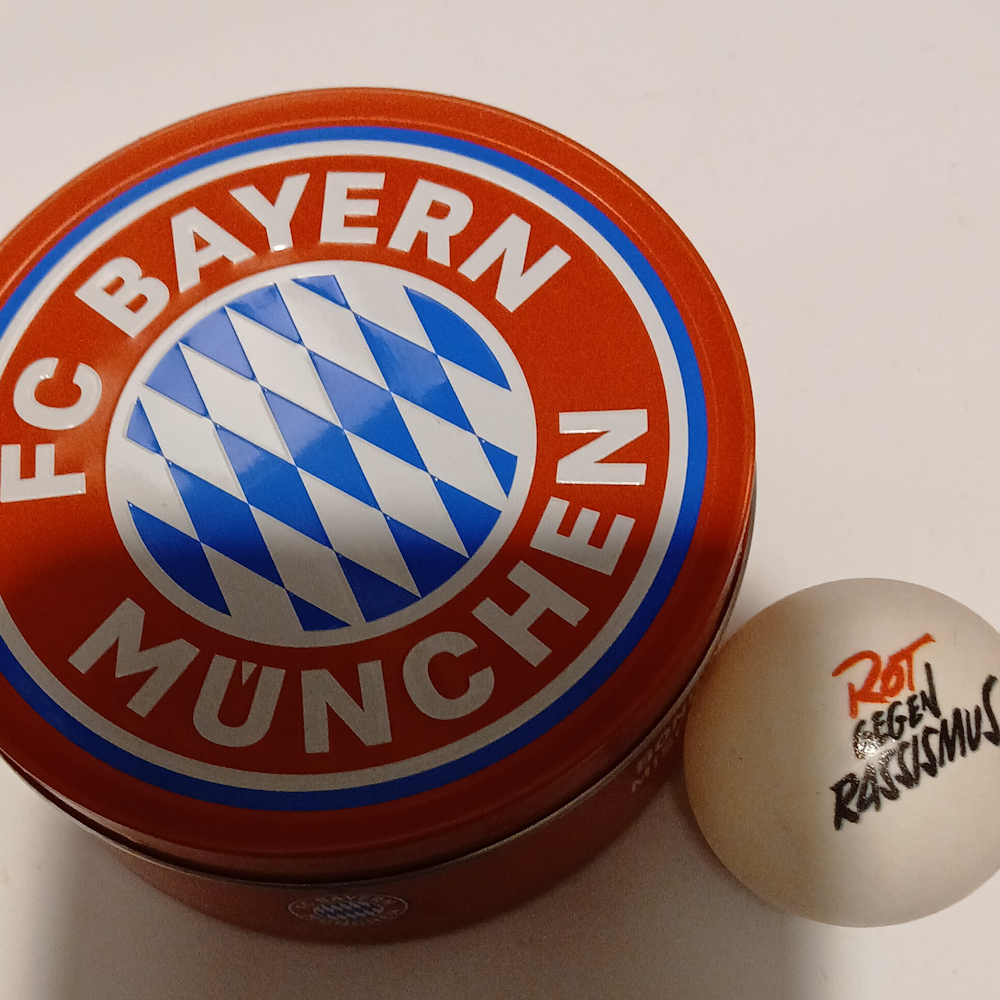 FC BAYERN
MÜNCHEN
ROT
GEGEN
RASSISMUS